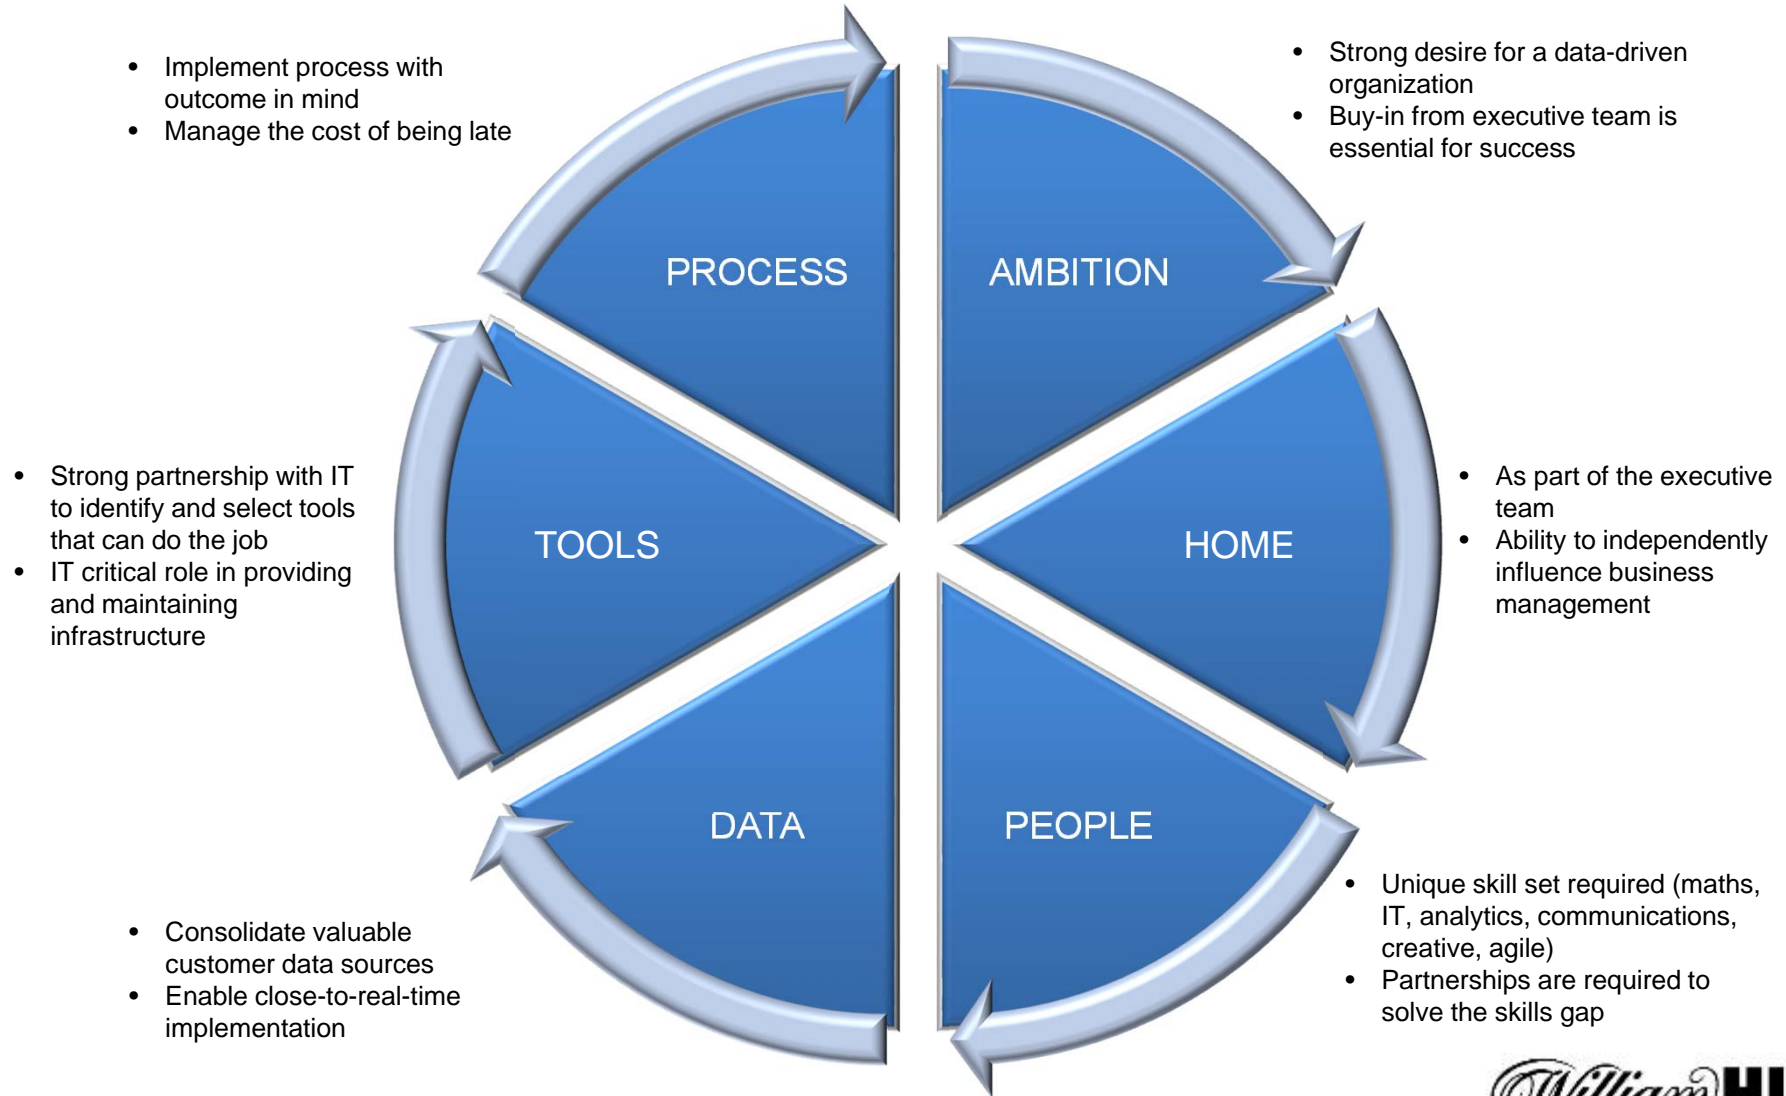 • Implement process with
outcome in mind
• Manage the cost of being late
• Strong desire for a data-driven
organization
• Buy-in from executive team is
essential for success
PROCESS
AMBITION
• Strong partnership with IT
to identify and select tools
that can do the job
• IT critical role in providing
and maintaining
infrastructure
TOOLS
HOME
• As part of the executive
team
• Ability to independently
influence business
management
DATA
PEOPLE
• Consolidate valuable
customer data sources
• Enable close-to-real-time
implementation
• Unique skill set required (maths,
IT, analytics, communications,
creative, agile)
• Partnerships are required to
solve the skills gap
William